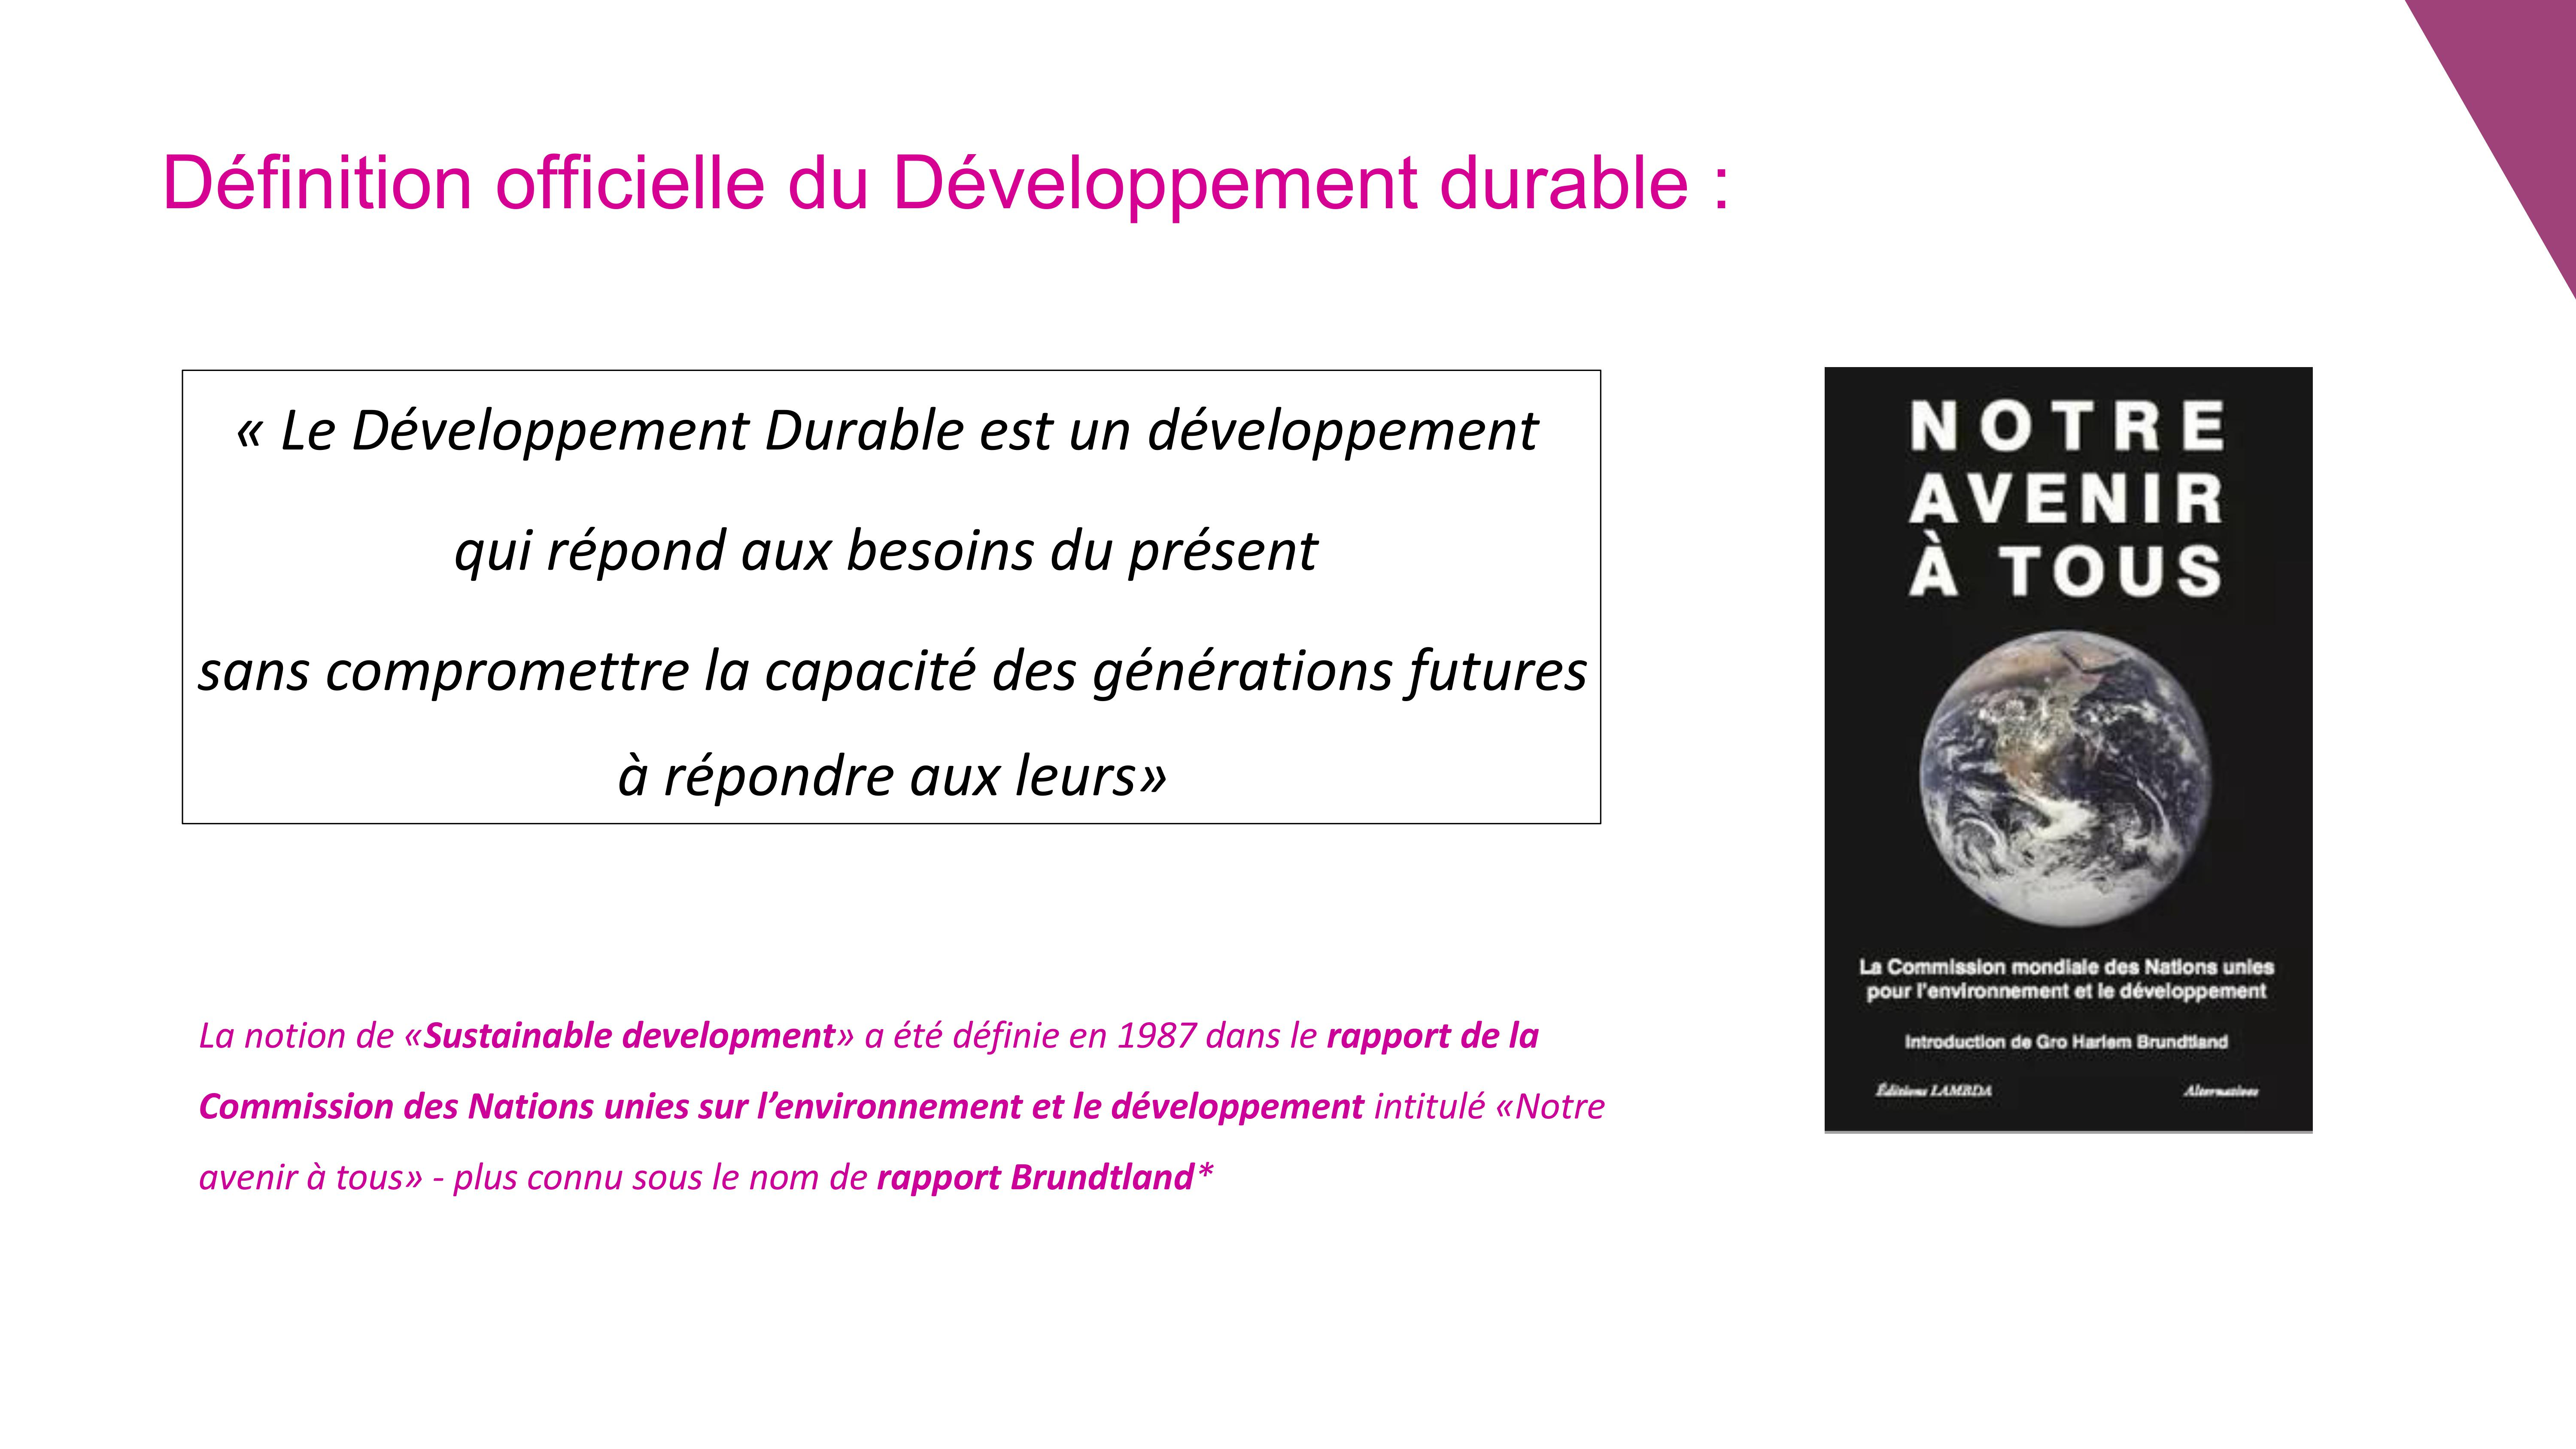 Définition officielle du Développement durable :
« Le Développement Durable est un développement
qui répond aux besoins du présent
sans compromettre la capacité des générations futures
à répondre aux leurs»
La notion de «Sustainable development» a été définie en 1987 dans le rapport de la
Commission des Nations unies sur l’environnement et le développement intitulé «Notre
avenir à tous» - plus connu sous le nom de rapport Brundtland*
NOTRE
AVENIR
À TOUS
La Commission mondiale des Nations unies
pour l'environnement et le développement
Introduction de Gro Harlem Brundtland
Éditions LAMBDA Alternatives